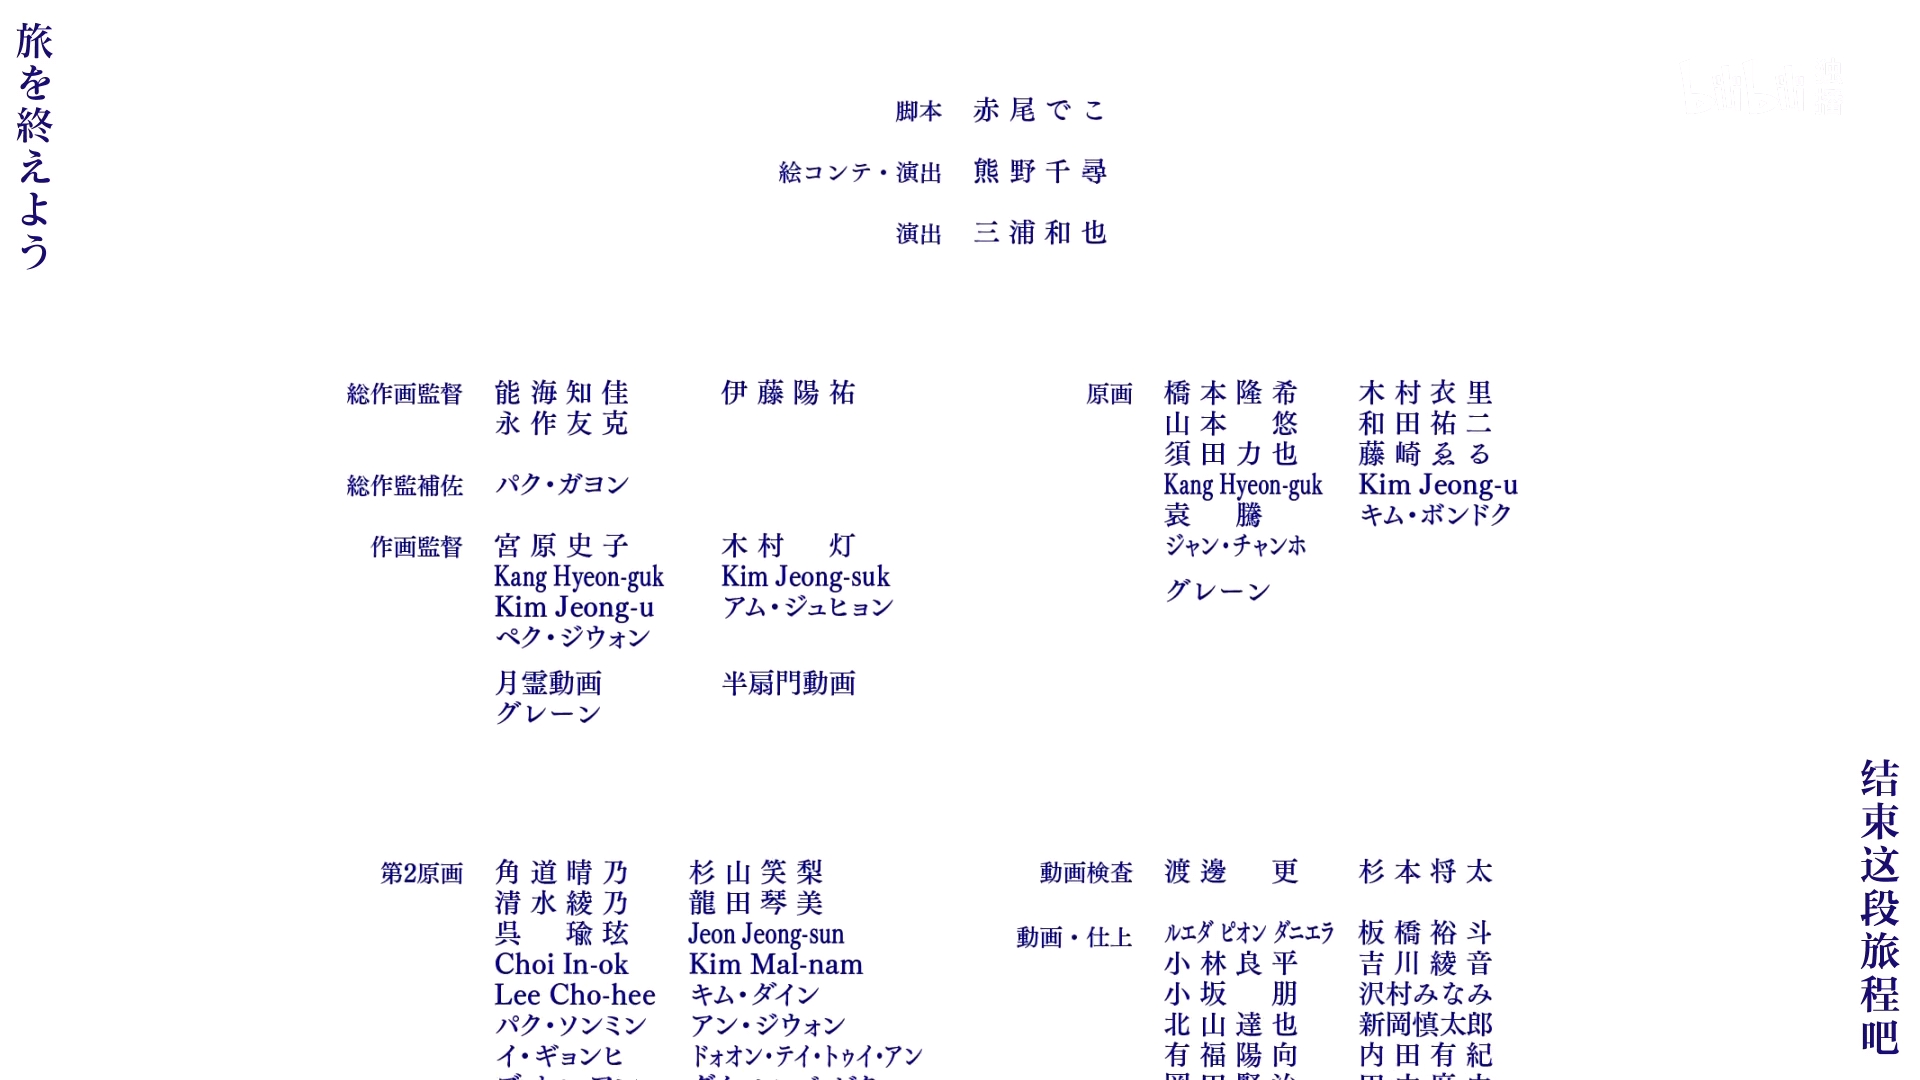 旅を終えよう
脚本 赤尾でこ
絵コンテ・演出 熊野千尋
演出 三浦和也
総作画監督 能海知佳 伊藤陽祐
永作友克
総作監補佐 パク・ガヨン
作画監督 宮原史子 木村灯
Kang Hyeon-guk Kim Jeong-suk
Kim Jeong-u アム・ジュヒョン
ペク・ジウォン
月霊動画 半扇門動画
グレーン
原画 橋本隆希 木村衣里
山本悠 和田祐二
須田力也 藤崎ゑる
Kang Hyeon-guk Kim Jeong-u
袁騰 キム・ボンドク
ジャン・チャンホ
グレーン
第2原画 角道晴乃 杉山笑梨
清水綾乃 龍田琴美
呉瑜玹 Jeon Jeong-sun
Choi In-ok Kim Mal-nam
Lee Cho-hee キム・ダイン
パク・ソンミン アン・ジウォン
イ・ギョンヒ ドォオン・テイ・トゥイ・アン
動画検査 渡邊更 杉本将太
動画・仕上 ルエダ ピオン ダニエラ 板橋裕斗
小林良平 吉川綾音
小坂朋 沢村みなみ
北山達也 新岡慎太郎
有福陽向 内田有紀
结束这段旅程吧